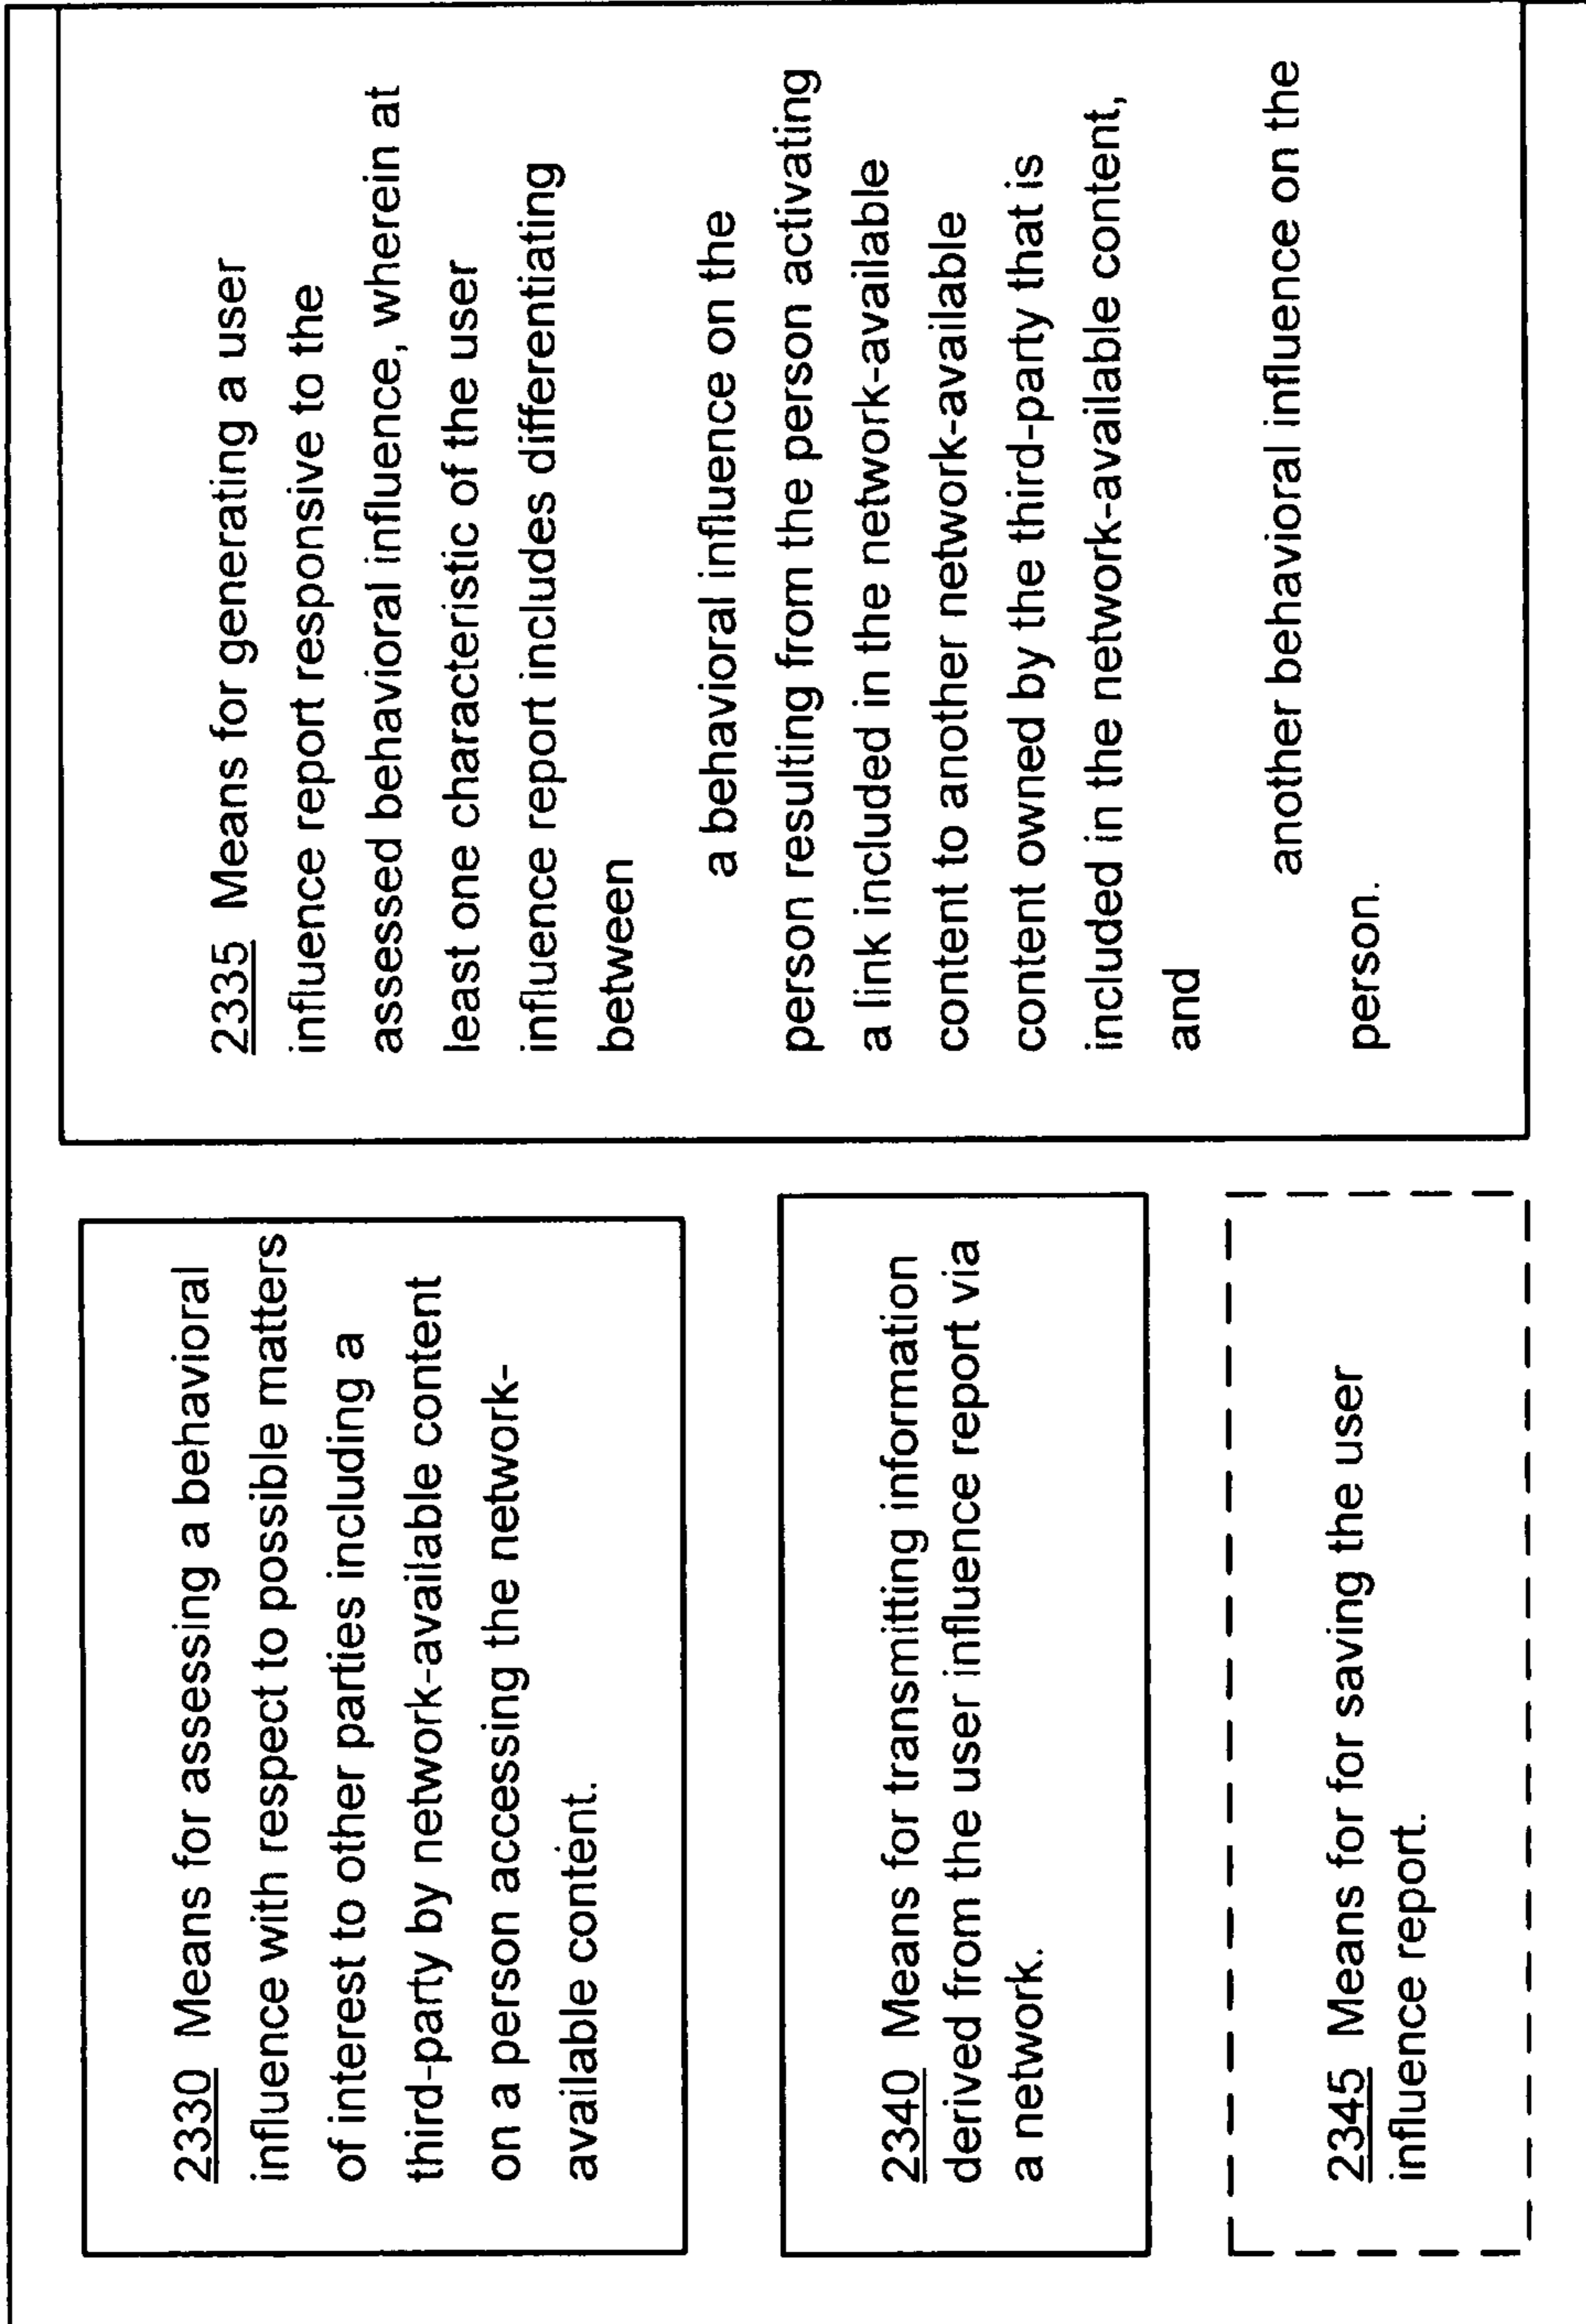 2330 Means for assessing a behavioral
influence with respect to possible matters
of interest to other parties including a
third-party by network-available content
on a person accessing the network-
available content.
2335 Means for generating a user
influence report responsive to the
assessed behavioral influence, wherein at
least one characteristic of the user
influence report includes differentiating
between
a behavioral influence on the
person resulting from the person activating
a link included in the network-available
content to another network-available
content owned by the third-party that is
included in the network-available content,
and
another behavioral influence on the
person.
2340 Means for transmitting information
derived from the user influence report via
a network.
2345 Means for for saving the user
influence report.